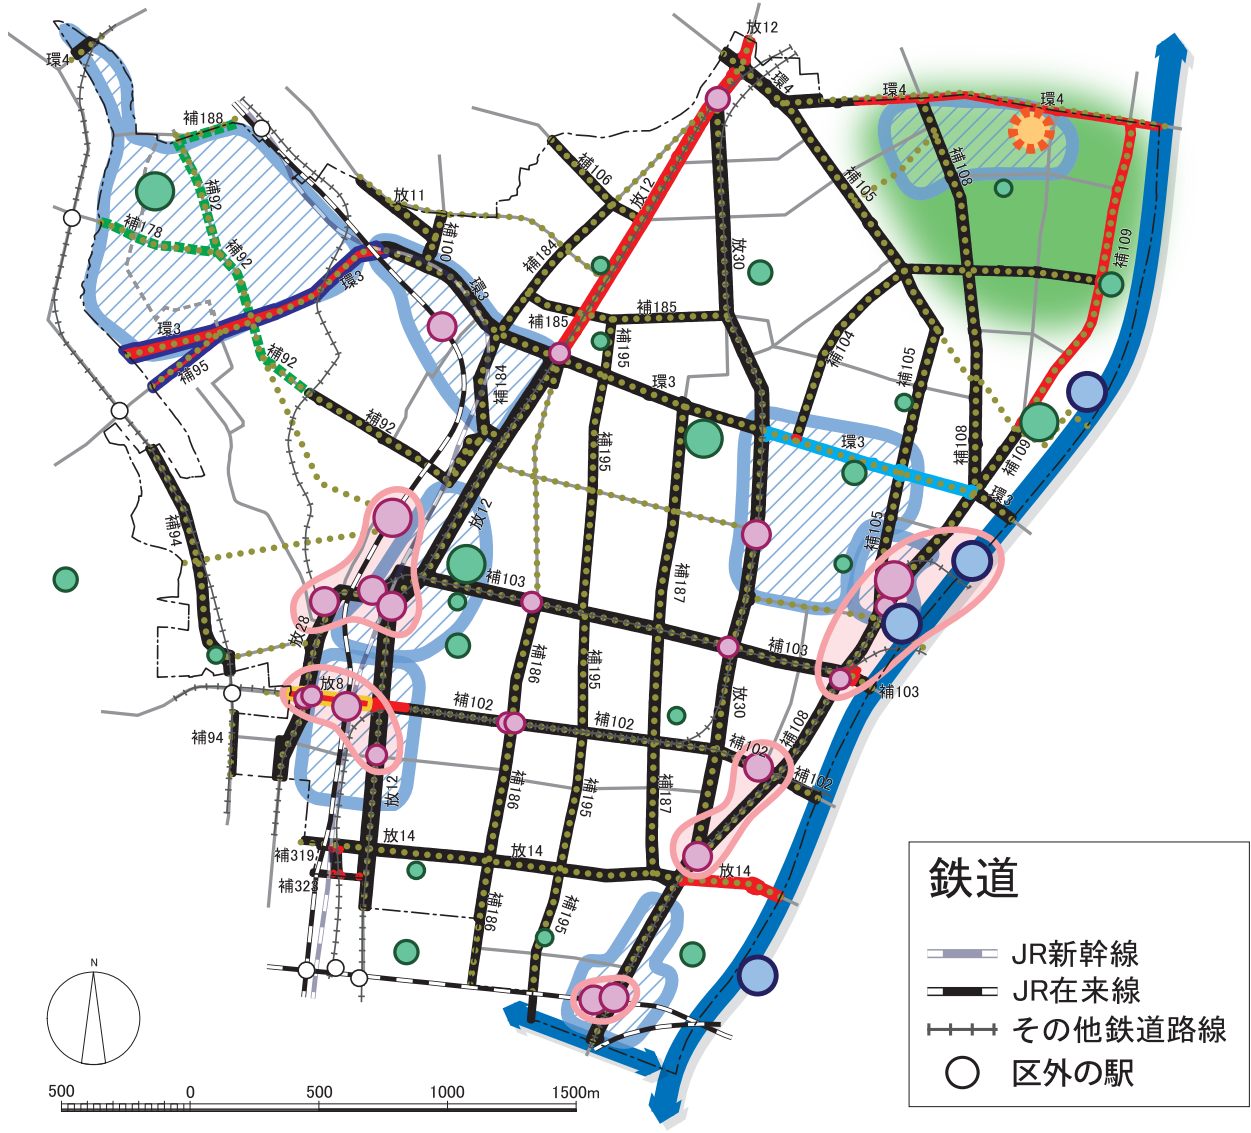 放12
環4
環4
環4
環4
補188
補106
補105
補108
補92
放11
放12
補178
補100
補184
放30
補109
補92
環3
環3
補185
補185
環3
補195
補104
補105
補92
補95
補184
環3
補92
環3
補195
補108
補109
放12
環3
補94
補105
補103
補187
放28
補103
補186
補195
放8
放30
補103
補102
補102
補108
補94
補102
補102
放12
補186
補195
補187
放14
放14
補319
放14
補323
補186
補195
鉄道
JR新幹線
JR在来線
その他鉄道路線
区外の駅
N
500
0
500
1000
1500m